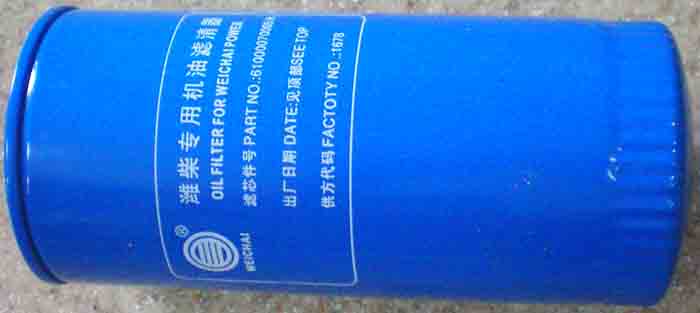 潍柴专用机油滤清器
OIL FILTER FOR WEICHAI POWER
滤芯件号 PART NO.:
出厂日期 DATE:见顶部SEE TOP
供方代码 FACTOTY NO.:1678
®
WEICHAI